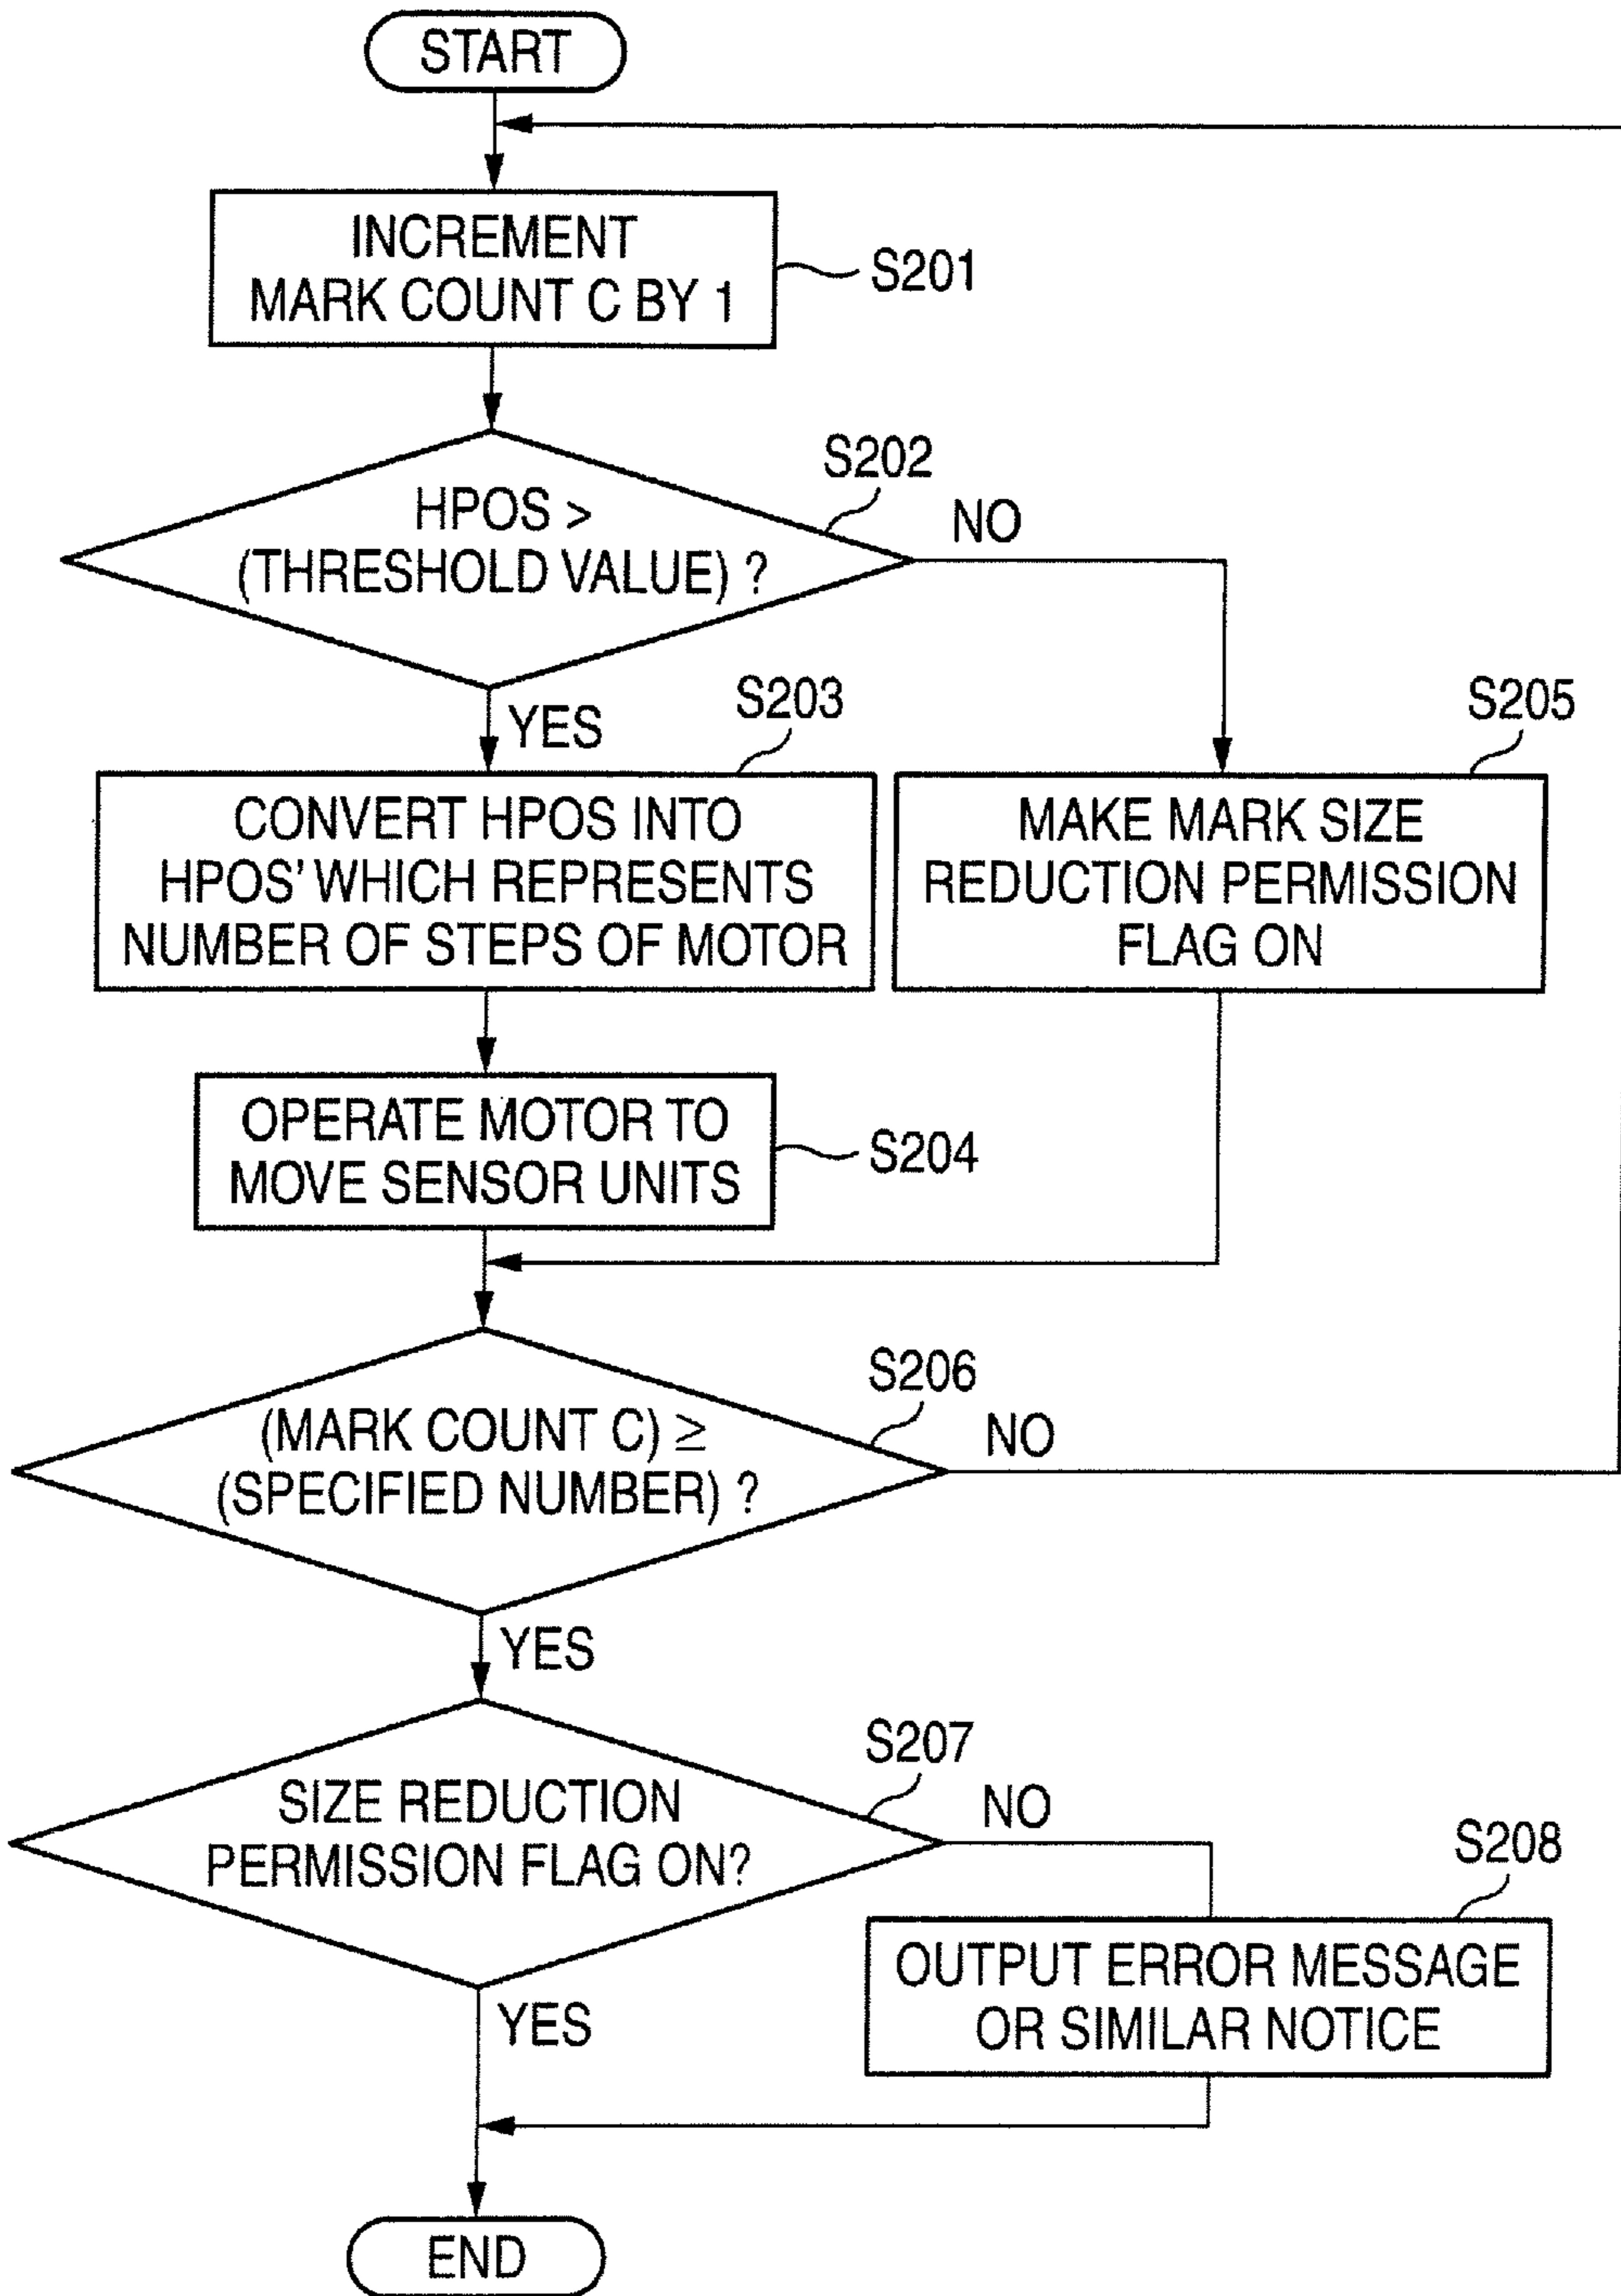 START
INCREMENT
MARK COUNT C BY 1
S201
S202
HPOS >
(THRESHOLD VALUE) ?
NO
YES
S203
CONVERT HPOS INTO
HPOS' WHICH REPRESENTS
NUMBER OF STEPS OF MOTOR
S205
MAKE MARK SIZE
REDUCTION PERMISSION
FLAG ON
OPERATE MOTOR TO
MOVE SENSOR UNITS
S204
S206
(MARK COUNT C) ≥
(SPECIFIED NUMBER) ?
NO
YES
S207
SIZE REDUCTION
PERMISSION FLAG ON?
NO
YES
S208
OUTPUT ERROR MESSAGE
OR SIMILAR NOTICE
END